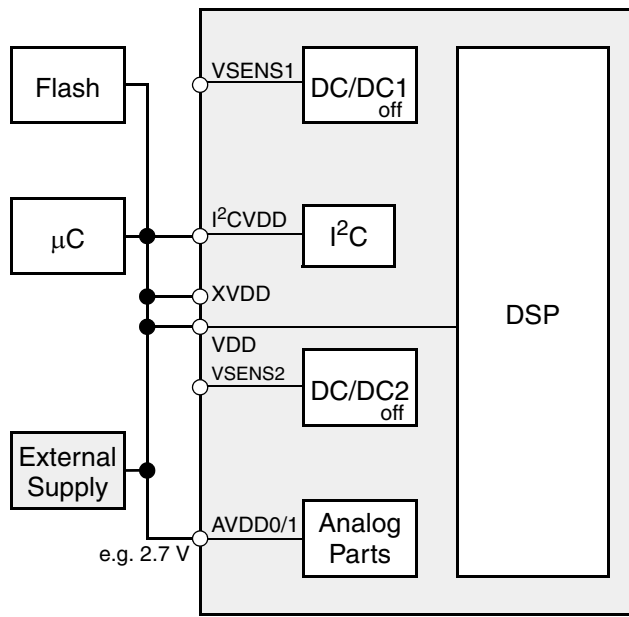 VSENS1
Flash
DC/DC1
off
I²CVDD
μC
I²C
XVDD
DSP
VDD
VSENS2
DC/DC2
off
External
Supply
AVDD0/1
Analog
Parts
e.g. 2.7 V